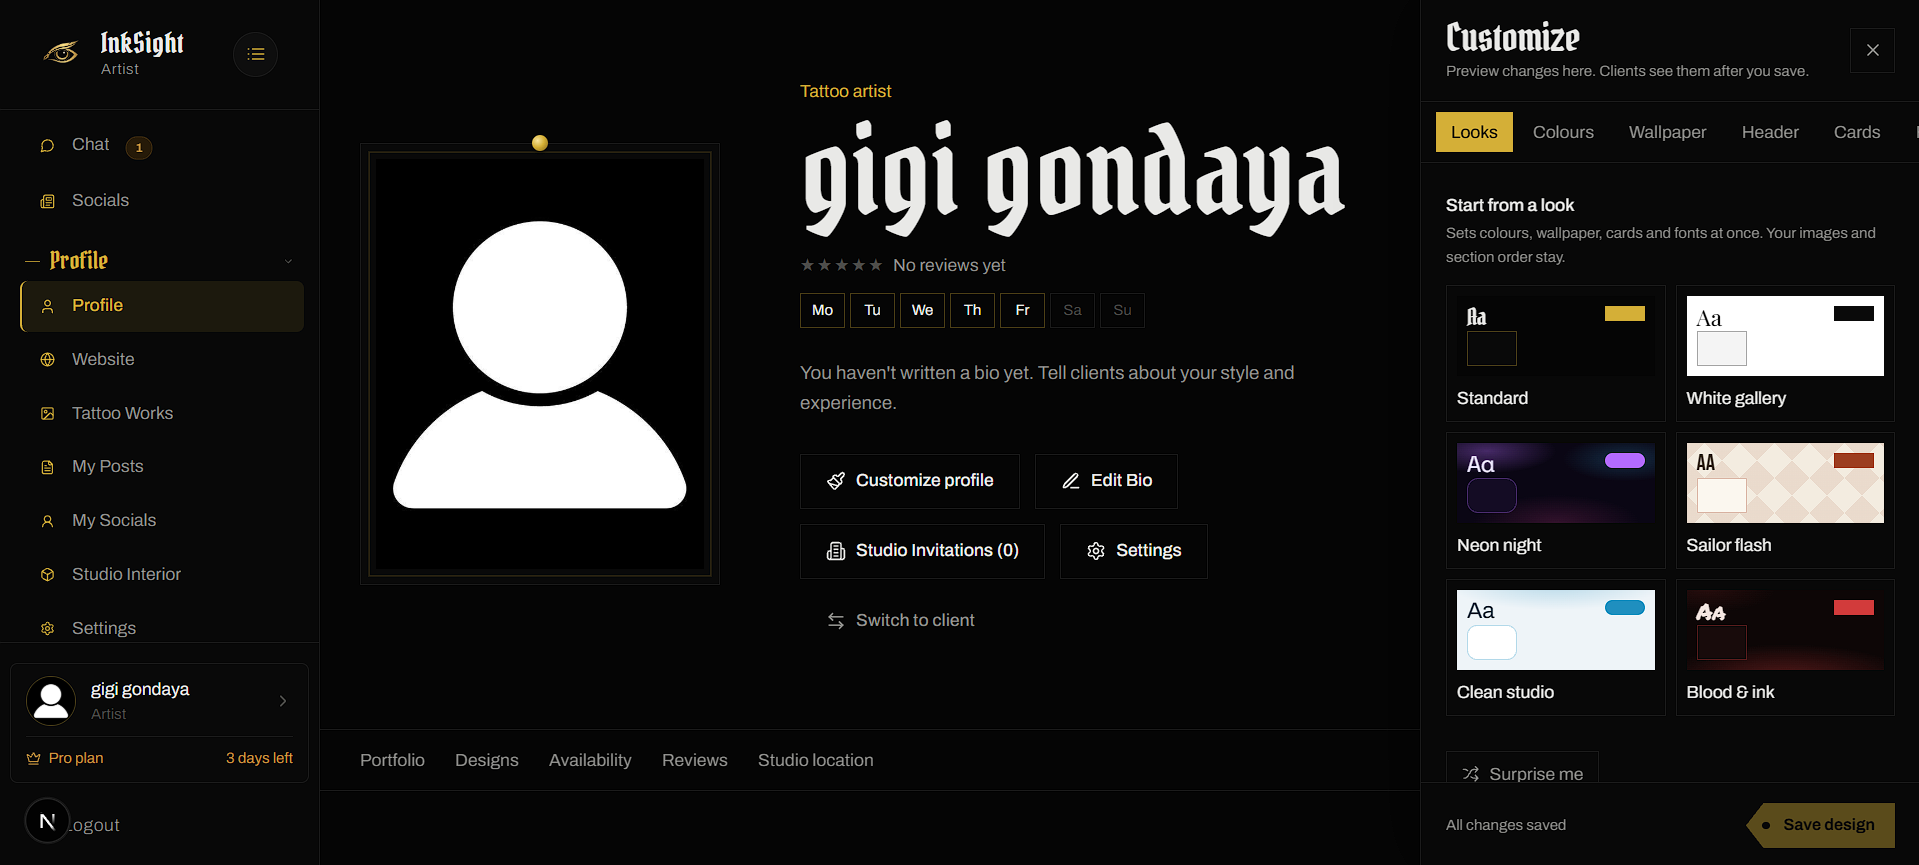 InkSight
Artist
Chat 1
Socials
Profile
Profile
Website
Tattoo Works
My Posts
My Socials
Studio Interior
Settings
gigi gondaya
Artist
Pro plan 3 days left
N
ogout
Tattoo artist
gigi gondaya
★★★★★ No reviews yet
Mo Tu We Th Fr Sa Su
You haven't written a bio yet. Tell clients about your style and
experience.
Customize profile Edit Bio
Studio Invitations (0) Settings
Switch to client
Portfolio Designs Availability Reviews Studio location
Customize
Preview changes here. Clients see them after you save.
Looks Colours Wallpaper Header Cards
Start from a look
Sets colours, wallpaper, cards and fonts at once. Your images and
section order stay.
Aa Aa
Standard White gallery
Aa AA
Neon night Sailor flash
Aa AA
Clean studio Blood & ink
Surprise me
All changes saved Save design